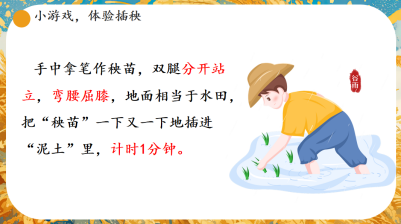 小游戏，体验插秧
手中拿笔作秧苗，双腿分开站
立，弯腰屈膝，地面相当于水田，
把“秧苗”一下又一下地插进
“泥土”里，计时1分钟。
谷雨